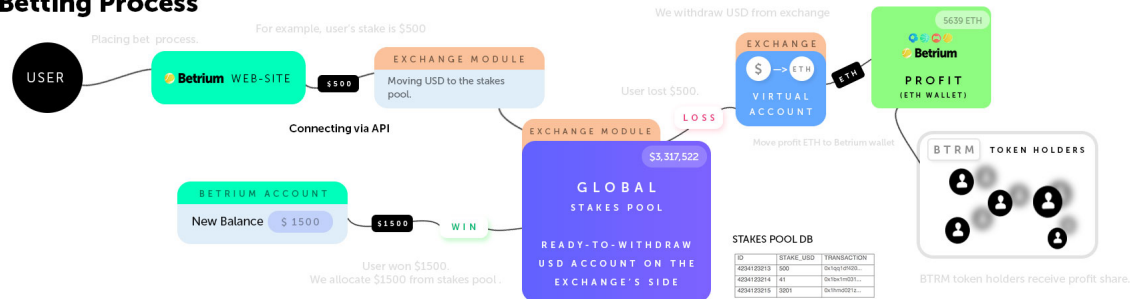 Betting Process
We withdraw USD from exchange
5639 ETH
For example, user's stake is $500
Placing bet process.
EXCHANGE
EXCHANGE MODULE
Betrium
$ --> ETH
USER
Betrium WEB-SITE
$500
Moving USD to the stakes
pool.
ETH
PROFIT
(ETH WALLET)
User lost $500.
VIRTUAL
ACCOUNT
LOSS
Connecting via API
EXCHANGE MODULE
Move profit ETH to Betrium wallet
BTRM TOKEN HOLDERS
$3,317,522
GLOBAL
STAKES POOL
BETRIUM ACCOUNT
New Balance $ 1500
$1500
WIN
READY-TO-WITHDRAW
USD ACCOUNT ON THE
EXCHANGE'S SIDE
STAKES POOL DB
ID STAKE_USD TRANSACTION
4234123213 500
4234123214 41
4234123215 3201
User won $1500.
We allocate $1500 from stakes pool.
BTRM token holders receive profit share.